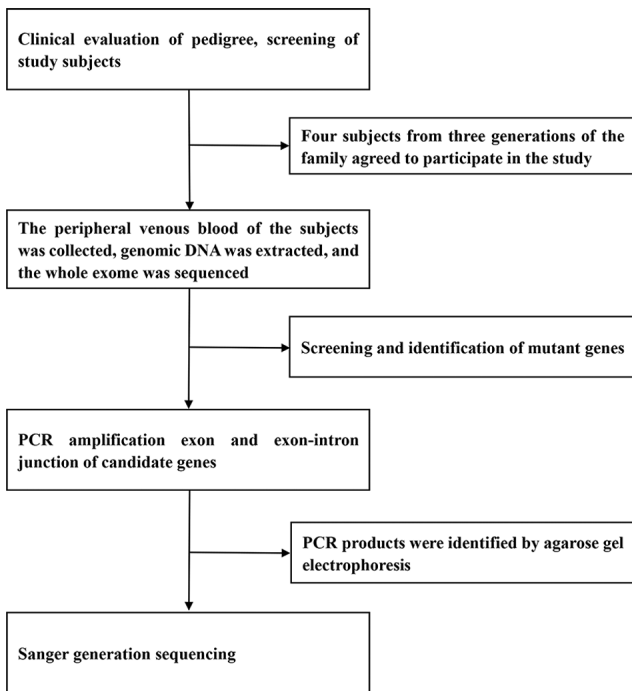 Clinical evaluation of pedigree, screening of
study subjects
Four subjects from three generations of the
family agreed to participate in the study
The peripheral venous blood of the subjects
was collected, genomic DNA was extracted, and
the whole exome was sequenced
Screening and identification of mutant genes
PCR amplification exon and exon-intron
junction of candidate genes
PCR products were identified by agarose gel
electrophoresis
Sanger generation sequencing